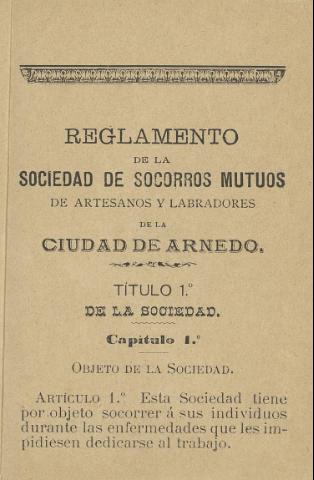 REGLAMENTO
DE LA
SOCIEDAD DE SOCORROS MUTUOS
DE ARTESANOS Y LABRADORES
DE LA
CIUDAD DE ARNEDO.
TÍTULO 1.º
DE LA SOCIEDAD.
Capítulo 1.º
OBJETO DE LA SOCIEDAD.
ARTÍCULO 1.º Esta Sociedad tiene
por objeto socorrer á sus individuos
durante las enfermedades que les im-
pidiesen dedicarse al trabajo.